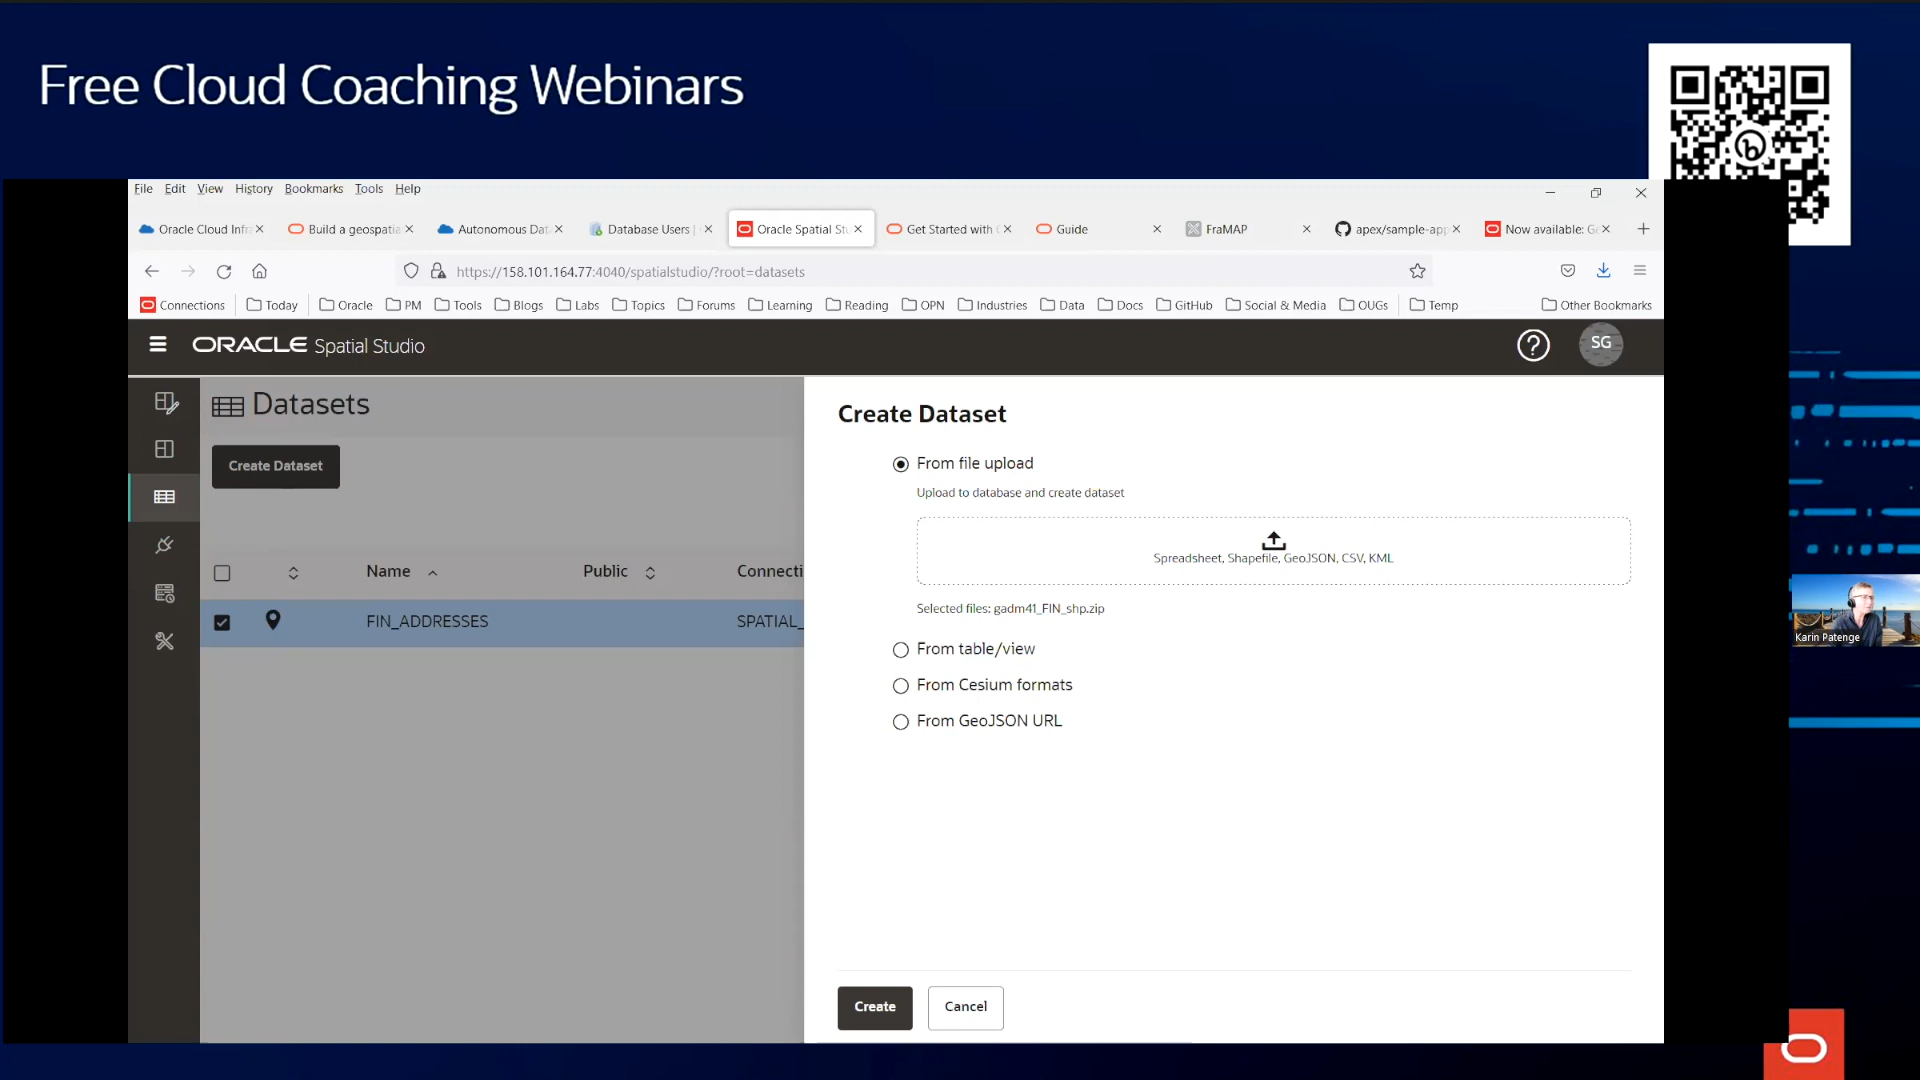 Free Cloud Coaching Webinars
File Edit View History Bookmarks Tools Help
Oracle Cloud Infr
Build a geospatia
Autonomous Dat
Database Users |
Oracle Spatial Stu
Get Started with
Guide
FraMAP
apex/sample-app
Now available: G
https://158.101.164.77:4040/spatialstudio/?root=datasets
Connections Today Oracle PM Tools Blogs Labs Topics Forums Learning Reading OPN Industries Data Docs GitHub Social & Media OUGs Temp Other Bookmarks
ORACLE Spatial Studio
?
SG
Datasets
Create Dataset
Name Public Connecti
FIN_ADDRESSES SPATIAL_
Create Dataset
From file upload
Upload to database and create dataset
Spreadsheet, Shapefile, GeoJSON, CSV, KML
Selected files: gadm41_FIN_shp.zip
From table/view
From Cesium formats
From GeoJSON URL
Create Cancel
Karin Patenge